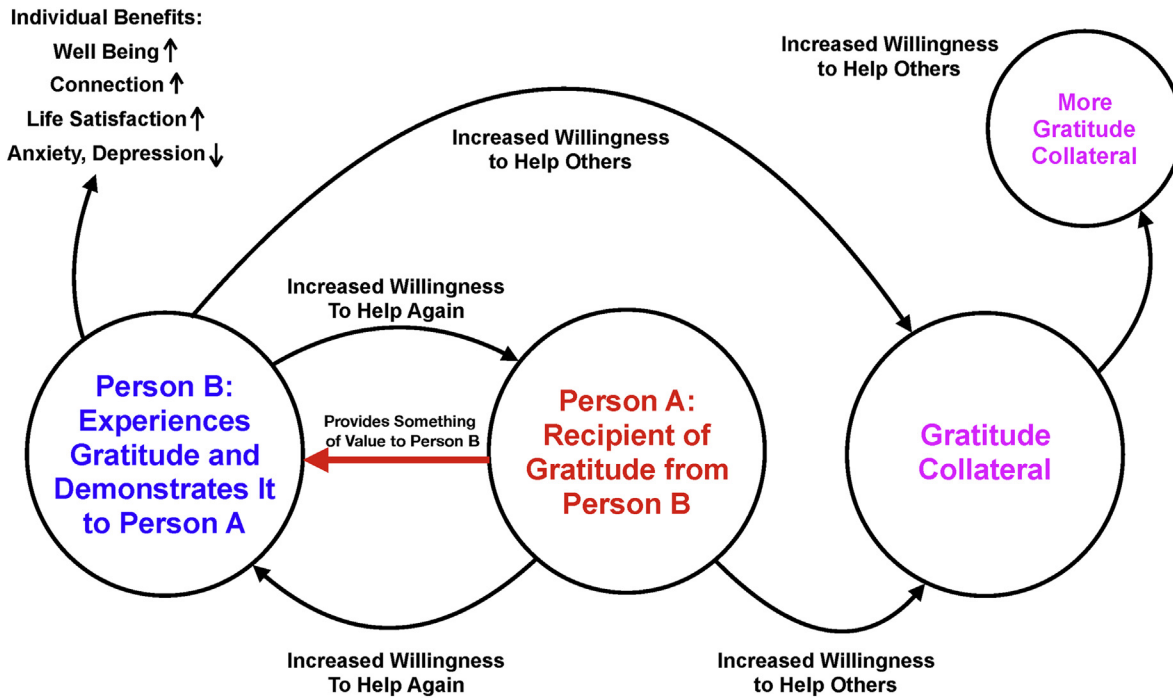 Individual Benefits:
Well Being ↑
Connection ↑
Life Satisfaction ↑
Anxiety, Depression ↓
Increased Willingness
to Help Others
More
Gratitude
Collateral
Increased Willingness
to Help Others
Increased Willingness
To Help Again
Person B:
Experiences
Gratitude and
Demonstrates It
to Person A
Provides Something
of Value to Person B
Person A:
Recipient of
Gratitude from
Person B
Gratitude
Collateral
Increased Willingness
To Help Again
Increased Willingness
to Help Others